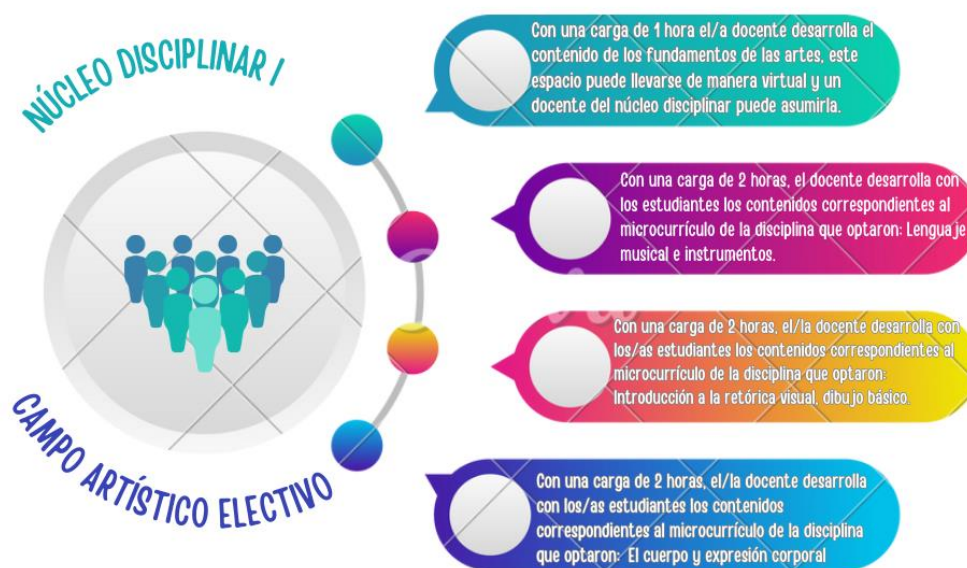 NÚCLEO DISCIPLINAR I
CAMPO ARTÍSTICO ELECTIVO
Con una carga de 1 hora el/a docente desarrolla el
contenido de los fundamentos de las artes, este
espacio puede llevarse de manera virtual y un
docente del núcleo disciplinar puede asumirla.
Con una carga de 2 horas, el docente desarrolla con
los estudiantes los contenidos correspondientes al
microcurrículo de la disciplina que optaron: Lenguaje
musical e instrumentos.
Con una carga de 2 horas, el/la docente desarrolla con
los/as estudiantes los contenidos correspondientes al
microcurrículo de la disciplina que optaron:
Introducción a la retórica visual, dibujo básico.
Con una carga de 2 horas, el/la docente desarrolla
con los/as estudiantes los contenidos
correspondientes al microcurrículo de la disciplina
que optaron: El cuerpo y expresión corporal